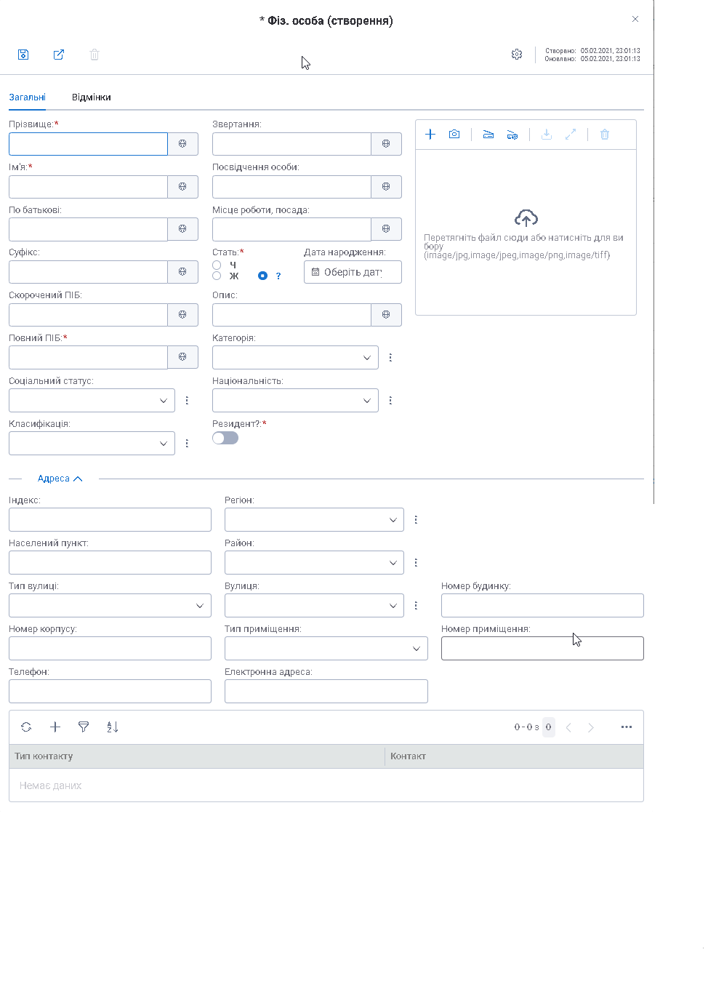 * Фіз. особа (створення)
Створено: 05.02.2021, 23:01:13
Оновлено: 05.02.2021, 23:01:13
Загальні Відмінки
Прізвище:* Звертання:
Ім'я:* Посвідчення особи:
По батькові: Місце роботи, посада:
Перетягніть файл сюди або натисніть для ви
бору
(image/jpg,image/jpeg,image/png,image/tiff)
Суфікс: Стать:* Дата народження:
Ч
Ж ? Оберіть дату
Скорочений ПІБ: Опис:
Повний ПІБ:* Категорія:
Соціальний статус: Національність:
Класифікація: Резидент?:*
Адреса
Індекс: Регіон:
Населений пункт: Район:
Тип вулиці: Вулиця: Номер будинку:
Номер корпусу: Тип приміщення: Номер приміщення:
Телефон: Електронна адреса:
0-0 з 0
Тип контакту Контакт
Немає даних